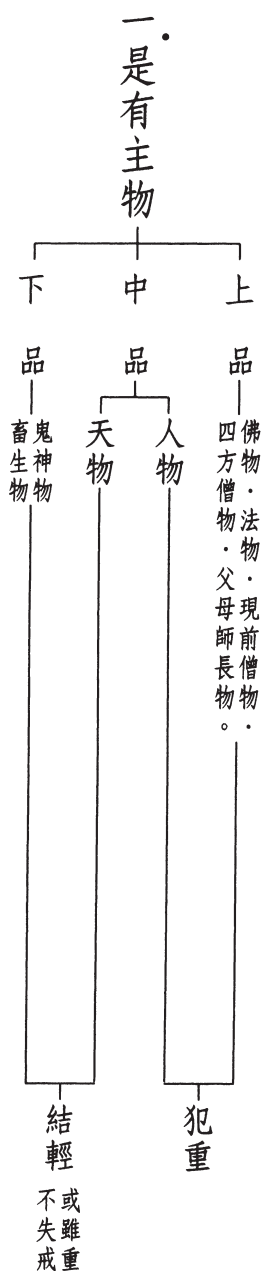 一.是有主物
上品
佛物.法物.現前僧物.
四方僧物.父母師長物。
中品
人物
天物
下品
鬼神物
畜生物
犯重
結輕
或雖重
不失戒